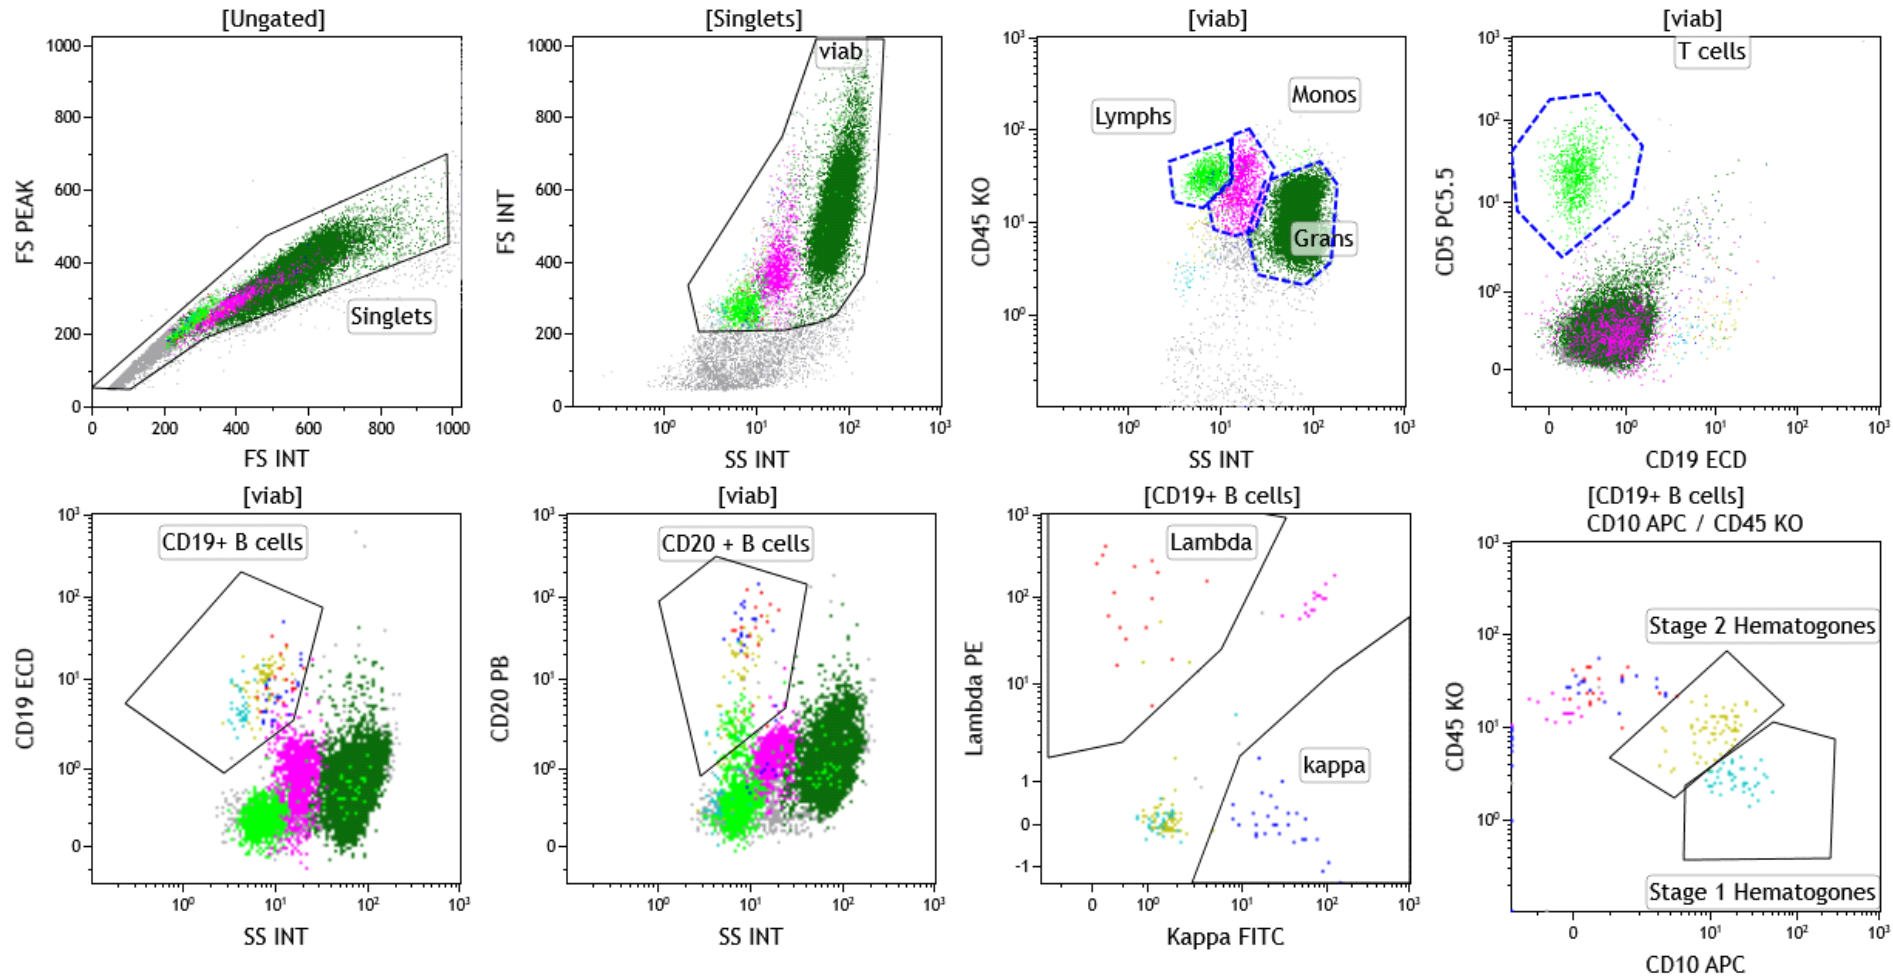 [Ungated]
1000
800
600
400
200
0
FS PEAK
Singlets
0 200 400 600 800 1000
FS INT
[Singlets]
1000
800
600
400
200
0
FS INT
viab
10⁰ 10¹ 10² 10³
SS INT
[viab]
10³
10²
10¹
10⁰
CD45 KO
Lymphs
Monos
Grans
10⁰ 10¹ 10² 10³
SS INT
[viab]
10³
10²
10¹
10⁰
0
CD5 PC5.5
T cells
0 10⁰ 10¹ 10² 10³
CD19 ECD
[viab]
10³
10²
10¹
10⁰
0
CD19 ECD
CD19+ B cells
10⁰ 10¹ 10² 10³
SS INT
[viab]
10³
10²
10¹
10⁰
0
CD20 PB
CD20 + B cells
10⁰ 10¹ 10² 10³
SS INT
[CD19+ B cells]
10³
10²
10¹
1
0
-1
Lambda PE
Lambda
kappa
0 10⁰ 10¹ 10² 10³
Kappa FITC
[CD19+ B cells]
CD10 APC / CD45 KO
10³
10²
10¹
10⁰
CD45 KO
Stage 2 Hematogones
Stage 1 Hematogones
0 10¹ 10² 10³
CD10 APC